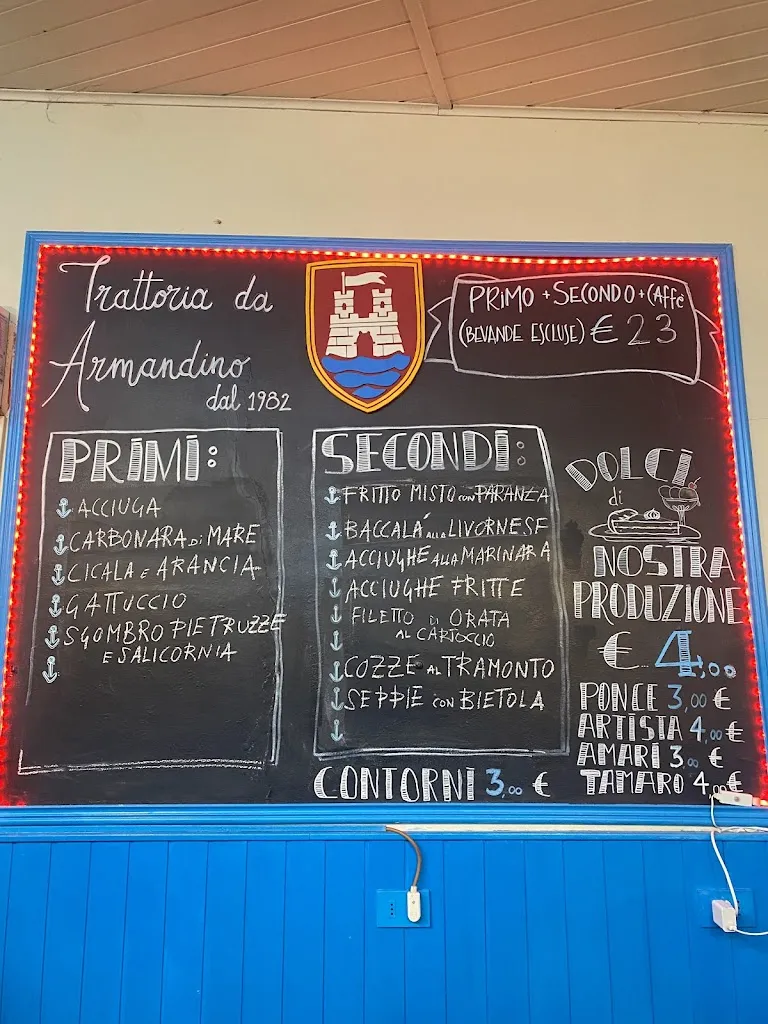 Trattoria da
Armandino
dal 1982
PRIMO + SECONDO + CAFFè
(BEVANDE ESCLUSE) € 23
PRIMI:
ACCIUGA
CARBONARA di MARE
CICALA e ARANCIA
GATTUCCIO
SGOMBRO PIETRUZZE
E SALICORNIA
SECONDI:
FRITTO MISTO con PARANZA
BACCALÁ ALLA LIVORNESE
ACCIUGHE ALLA MARINARA
ACCIUGHE FRITTE
FILETTO di ORATA
AL CARTOCCIO
COZZE AL TRAMONTO
SEPPIE con BIETOLA
CONTORNI 3,00 €
DOLCI
di
NOSTRA
PRODUZIONE
€ 4,00
PONCE 3,00 €
ARTISTA 4,00 €
AMARI 3,00 €
TAMARO 4,00 €